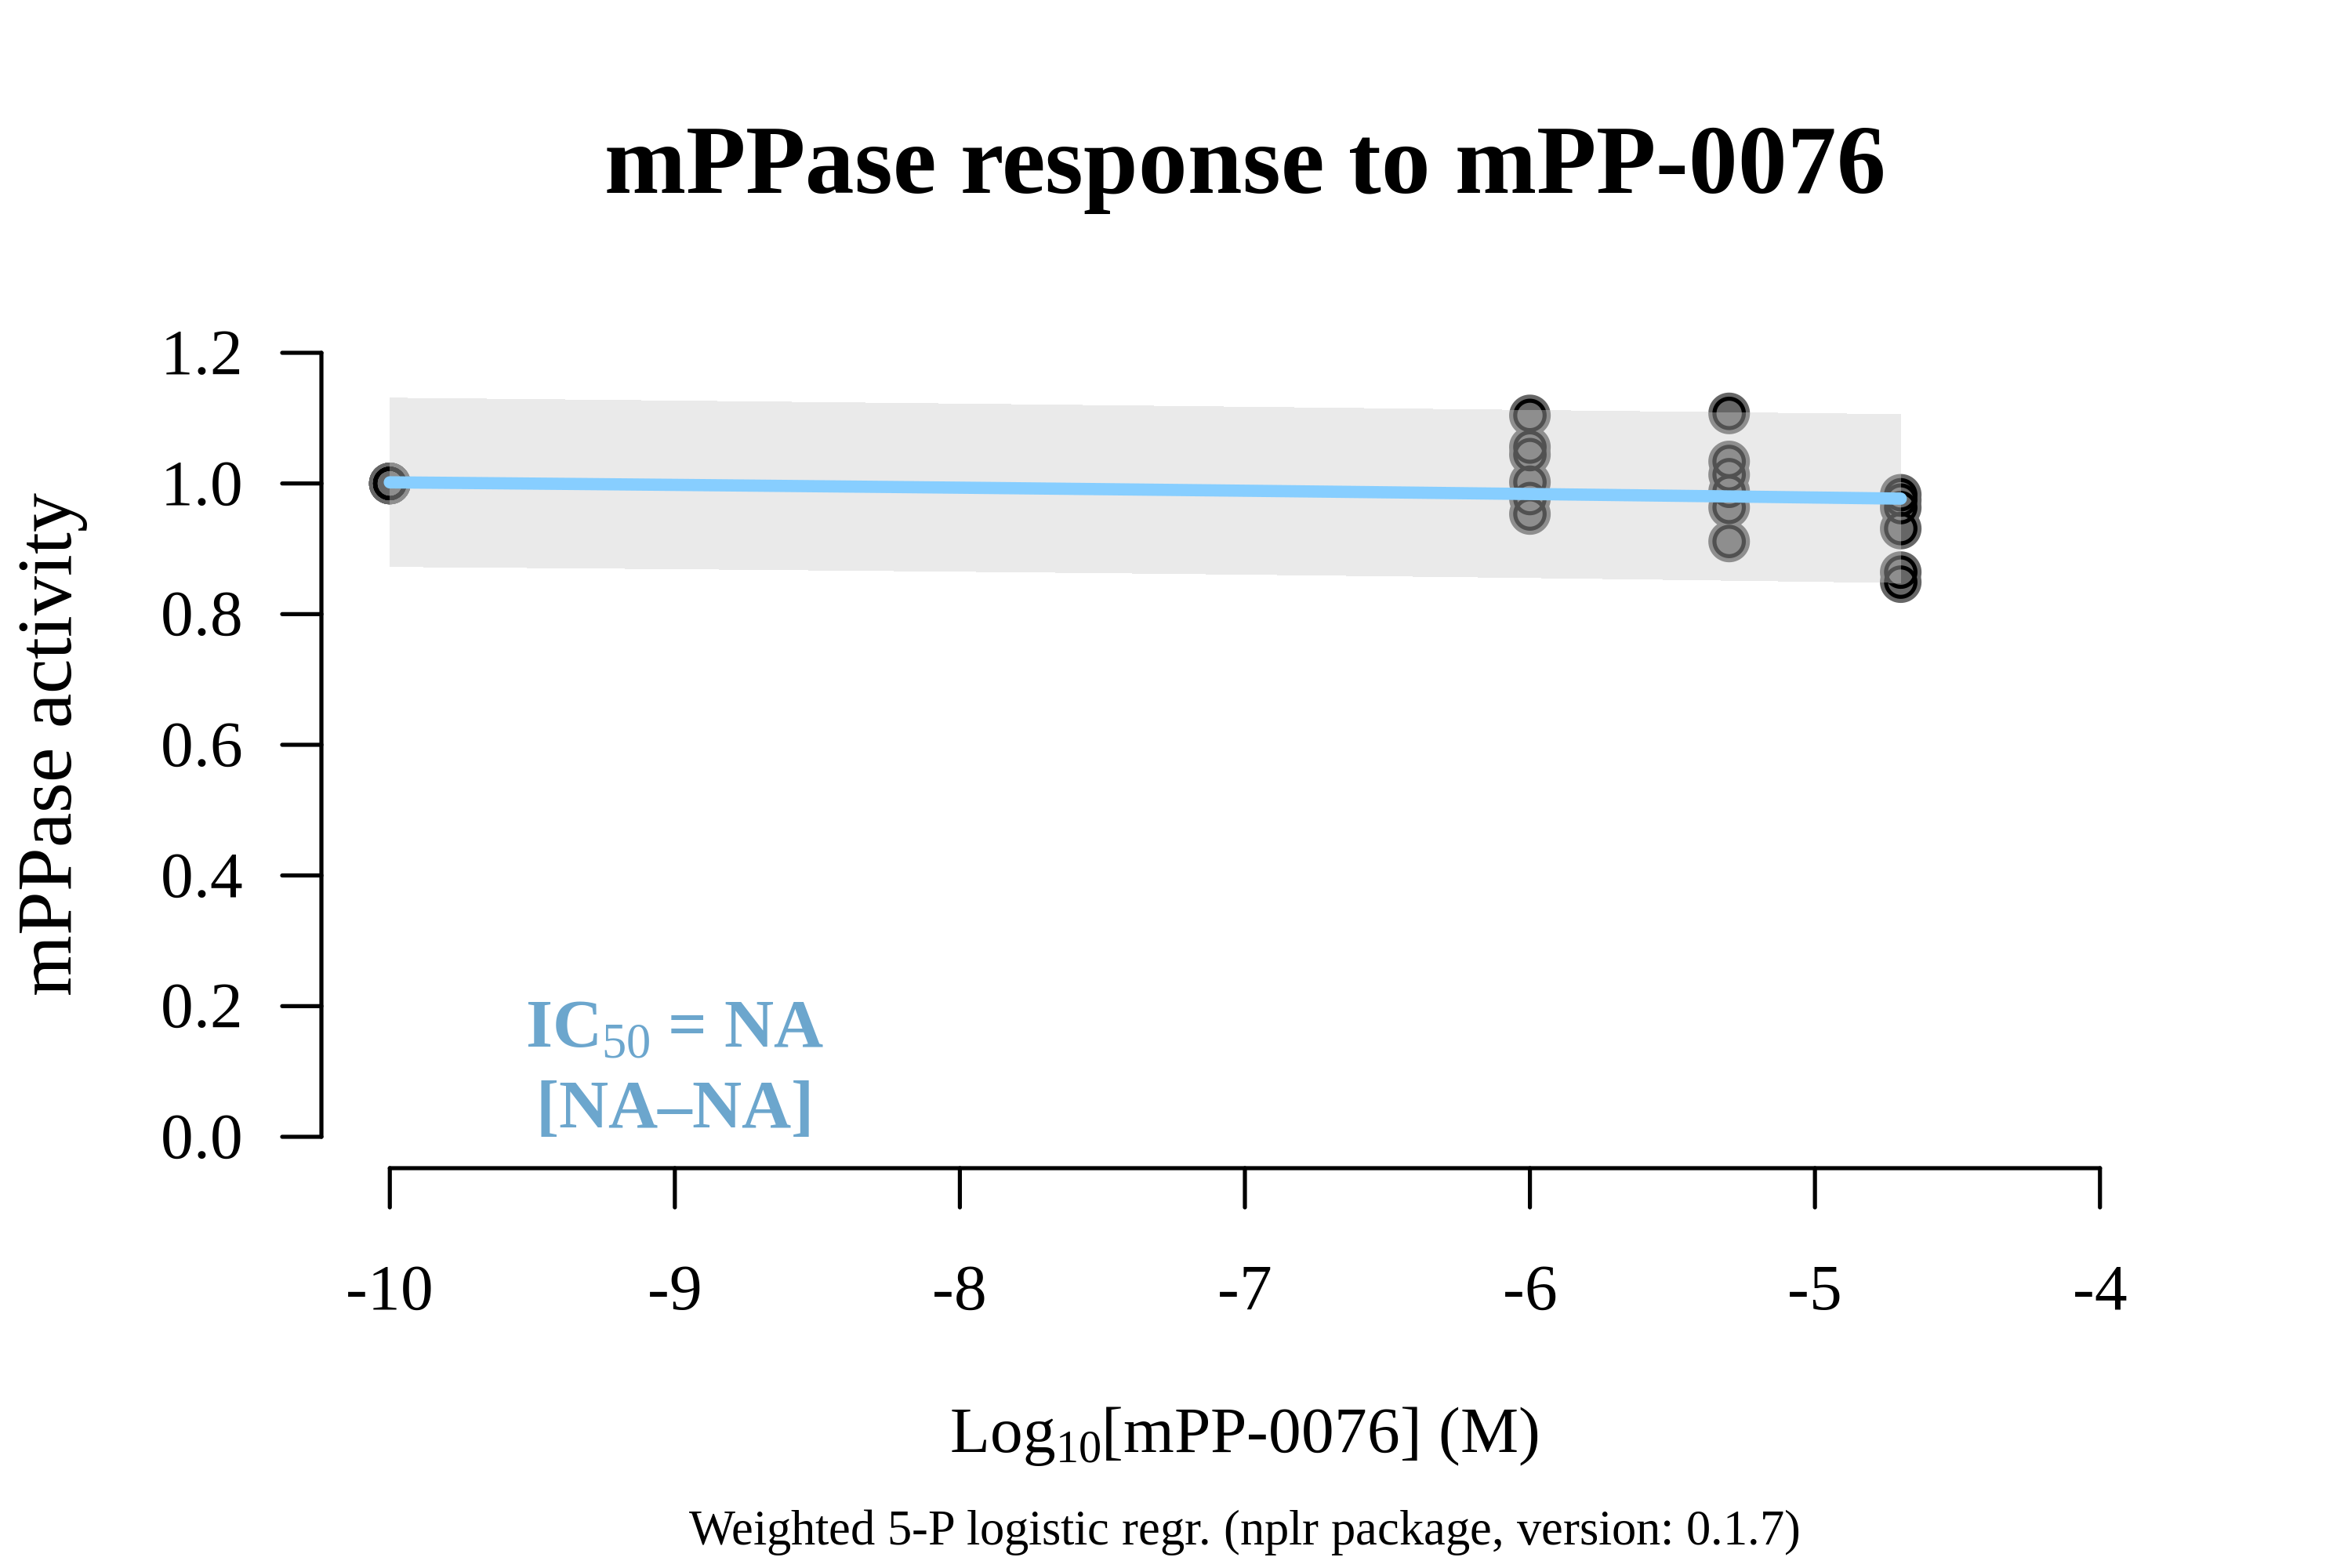 mPPase response to mPP-0076
1.2
1.0
0.8
0.6
0.4
0.2
0.0
mPPase activity
IC50 = NA
[NA–NA]
-10 -9 -8 -7 -6 -5 -4
Log10[mPP-0076] (M)
Weighted 5-P logistic regr. (nplr package, version: 0.1.7)